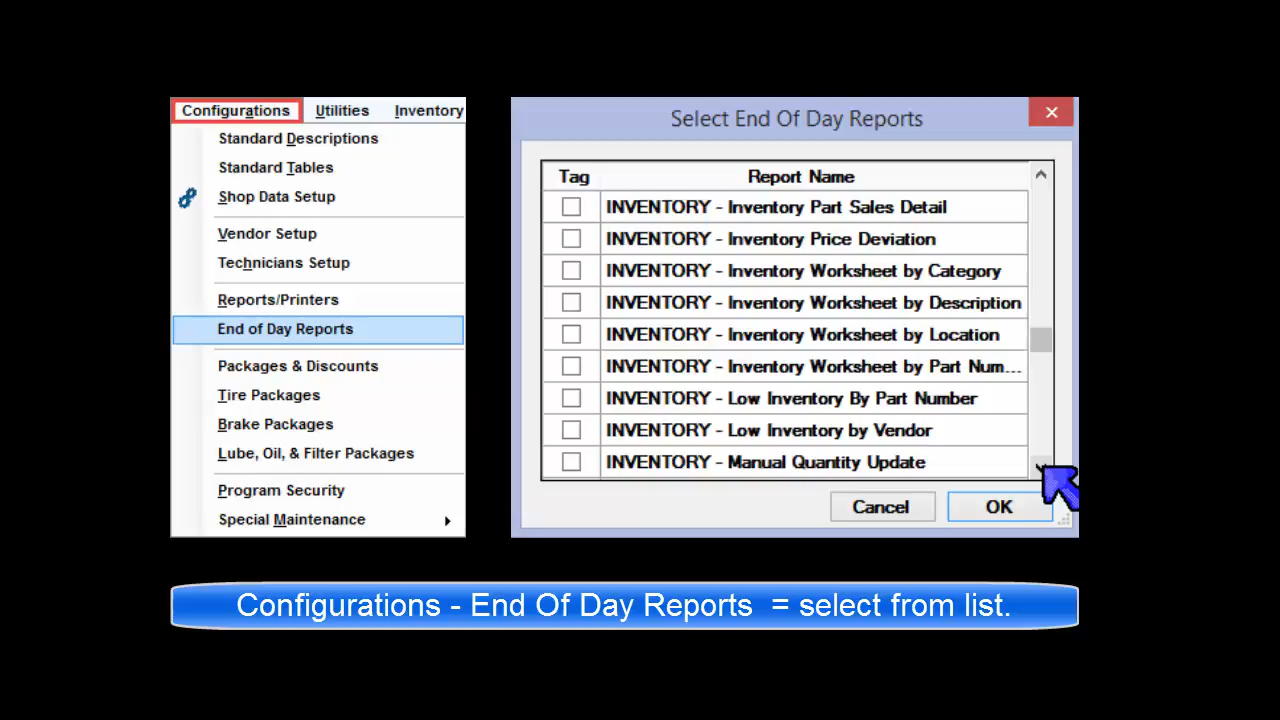 Configurations Utilities Inventory
Standard Descriptions
Standard Tables
Shop Data Setup
Vendor Setup
Technicians Setup
Reports/Printers
End of Day Reports
Packages & Discounts
Tire Packages
Brake Packages
Lube, Oil, & Filter Packages
Program Security
Special Maintenance
Select End Of Day Reports
Tag Report Name
INVENTORY - Inventory Part Sales Detail
INVENTORY - Inventory Price Deviation
INVENTORY - Inventory Worksheet by Category
INVENTORY - Inventory Worksheet by Description
INVENTORY - Inventory Worksheet by Location
INVENTORY - Inventory Worksheet by Part Num...
INVENTORY - Low Inventory By Part Number
INVENTORY - Low Inventory by Vendor
INVENTORY - Manual Quantity Update
Cancel OK
Configurations - End Of Day Reports = select from list.